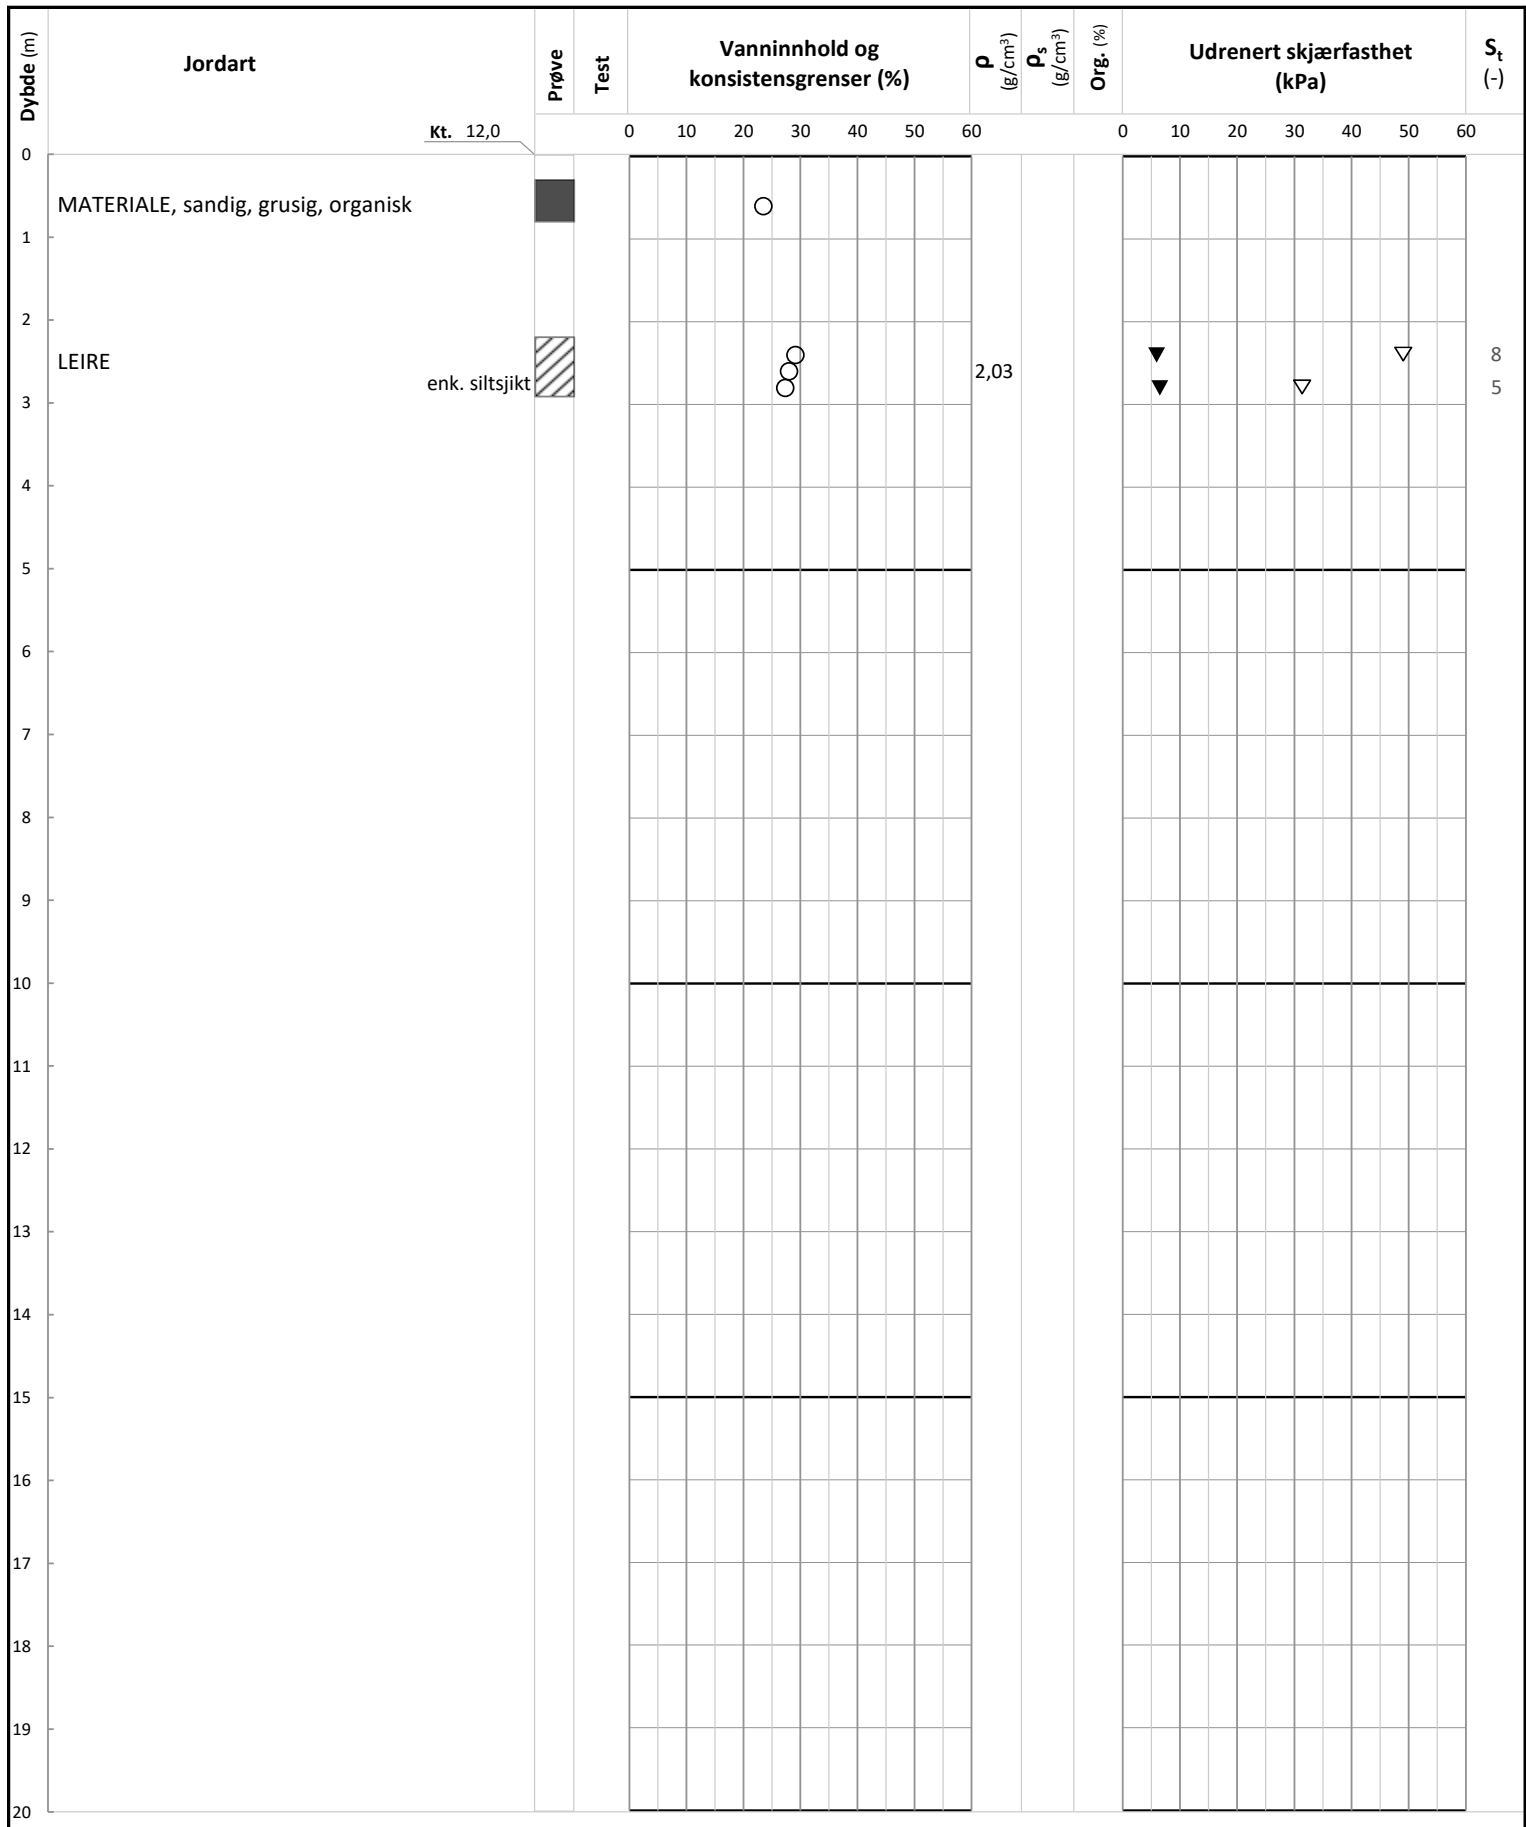 Dybde (m)
Jordart
Prøve
Test
Vanninnhold og
konsistensgrenser (%)
ρ
(g/cm³)
ρs
(g/cm³)
Org. (%)
Udrenert skjærfasthet
(kPa)
St
(-)
Kt. 12,0
0 10 20 30 40 50 60
0 10 20 30 40 50 60
0
MATERIALE, sandig, grusig, organisk
1
2
LEIRE
8
2,03
enk. siltsjikt
5
3
4
5
6
7
8
9
10
11
12
13
14
15
16
17
18
19
20